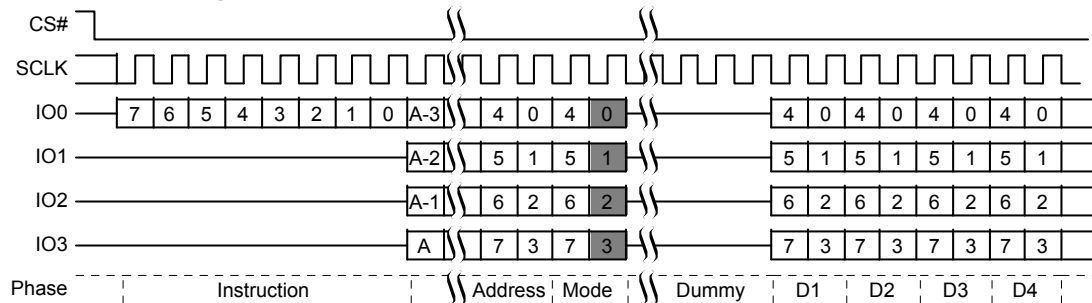 CS#
SCLK
IO0 7 6 5 4 3 2 1 0 A-3 4 0 4 0 4 0 4 0 4 0 4 0
IO1 A-2 5 1 5 1 5 1 5 1 5 1 5 1
IO2 A-1 6 2 6 2 6 2 6 2 6 2 6 2
IO3 A 7 3 7 3 7 3 7 3 7 3 7 3
Phase Instruction Address Mode Dummy D1 D2 D3 D4